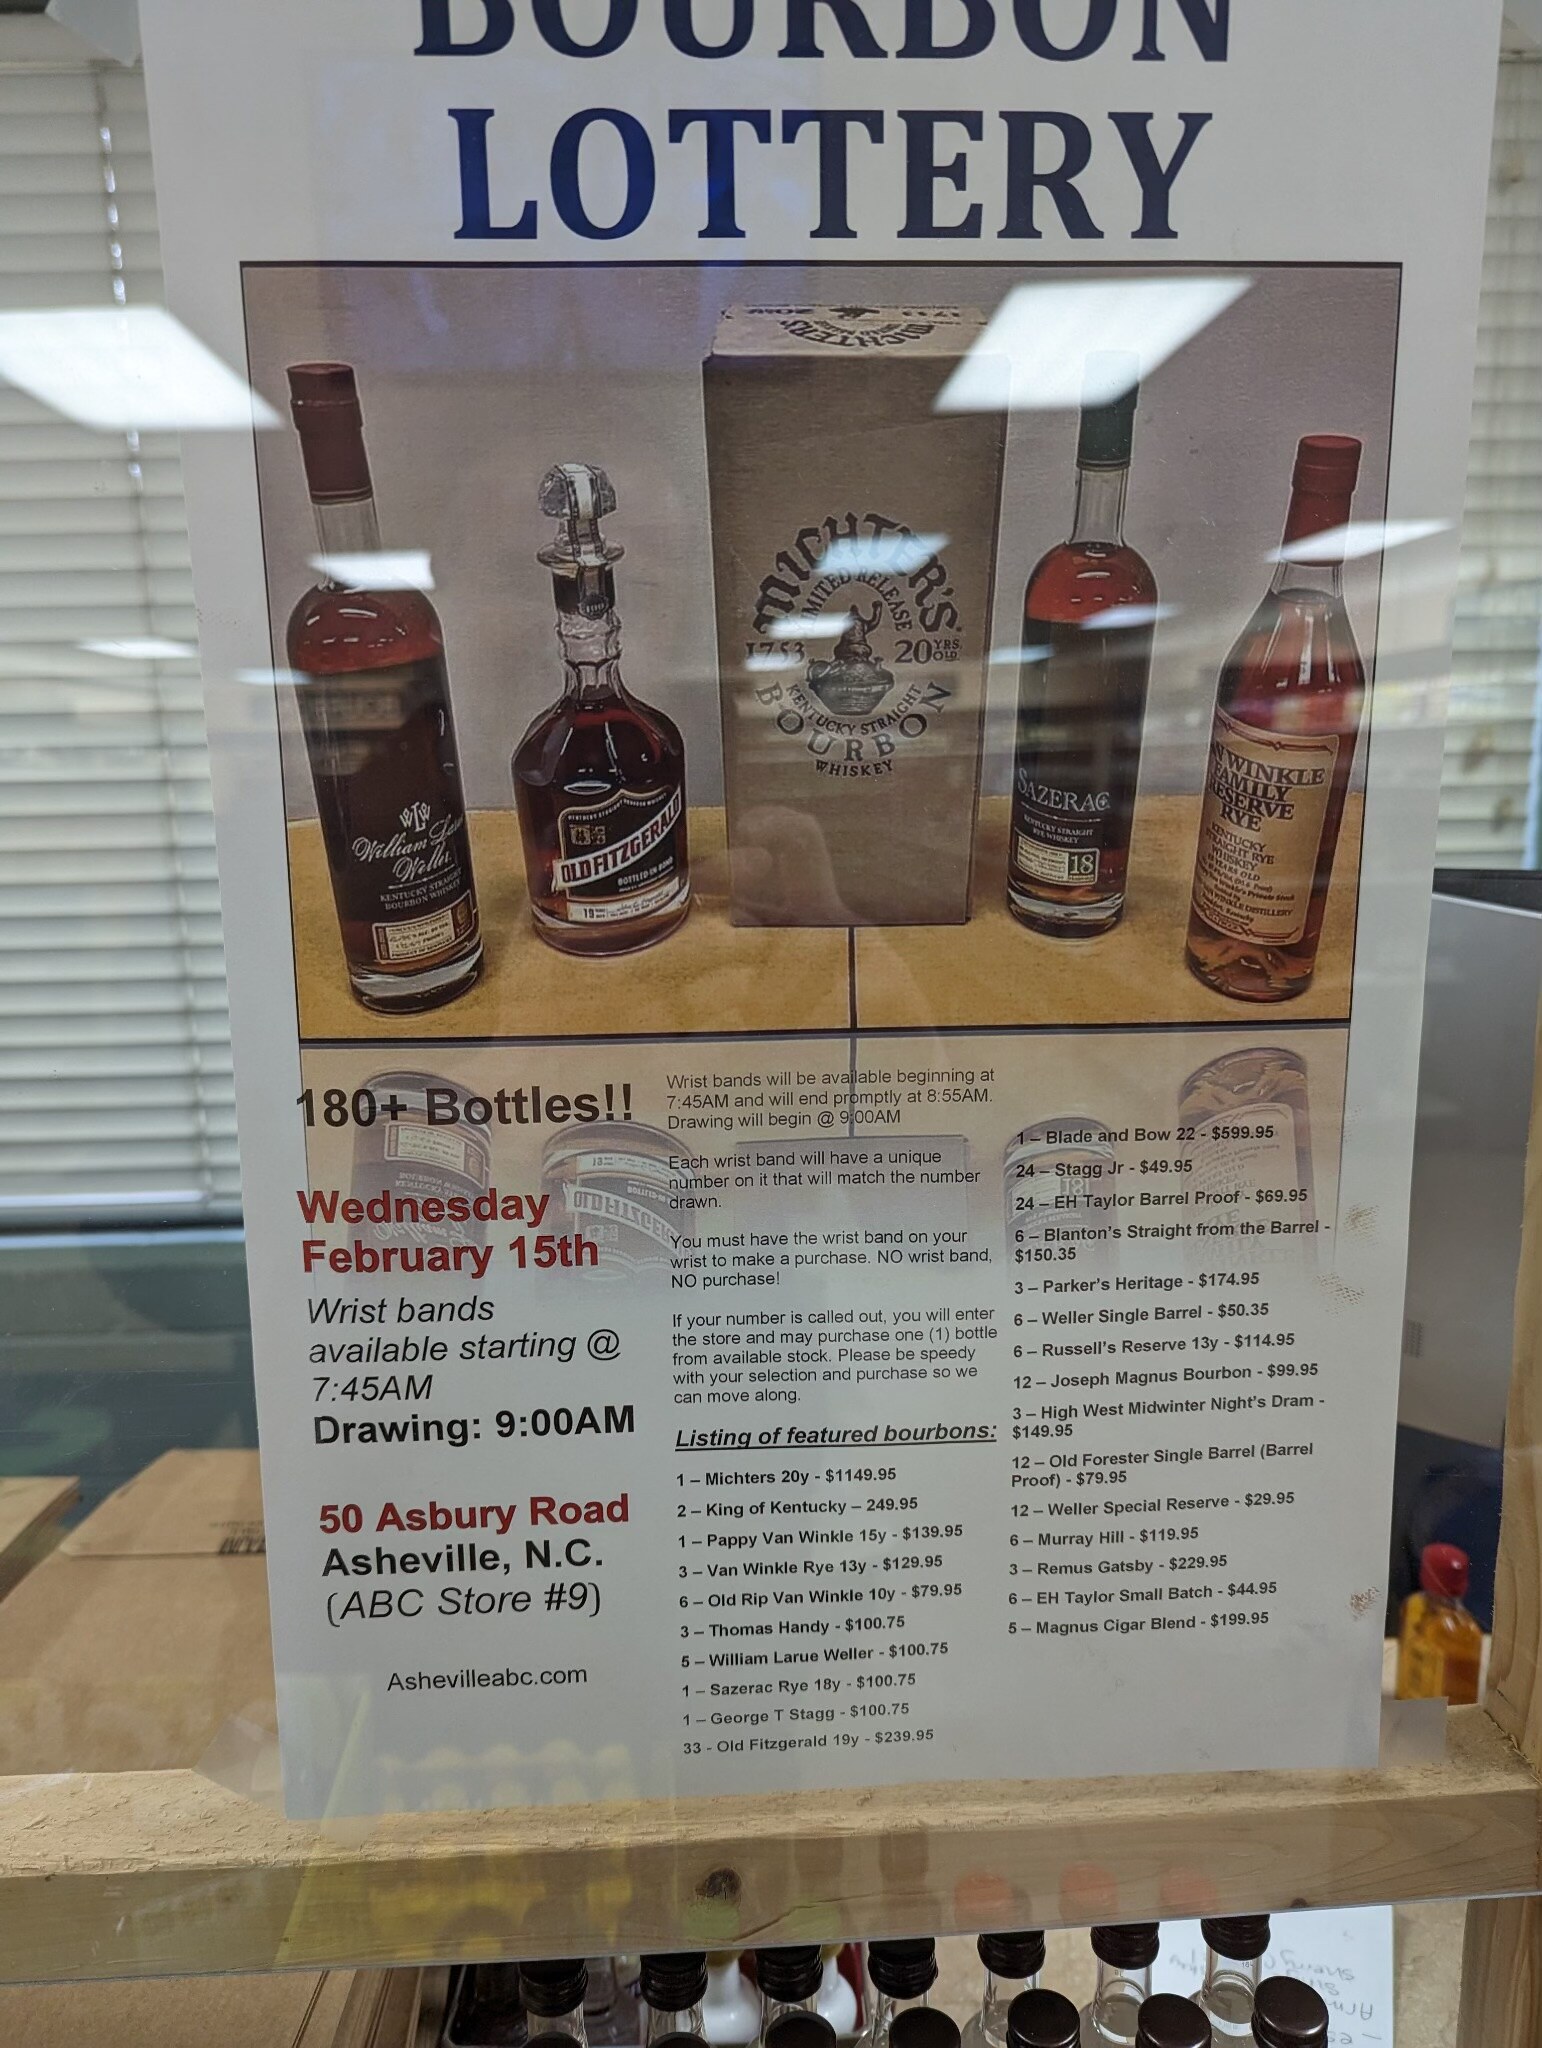 BOURBON
LOTTERY
MICHTER'S
LIMITED RELEASE
1753
20 YRS. OLD.
KENTUCKY STRAIGHT
BOURBON
WHISKEY
WLW
William Larue
Weller
KENTUCKY STRAIGHT
BOURBON WHISKEY
OLD FITZGERALD
BOTTLED-IN-BOND
19
SAZERAC
KENTUCKY STRAIGHT
RYE WHISKEY
18
WINKLE
FAMILY
RESERVE
RYE
KENTUCKY
STRAIGHT RYE
WHISKEY
180+ Bottles!!
Wednesday
February 15th
Wrist bands
available starting @
7:45AM
Drawing: 9:00AM
50 Asbury Road
Asheville, N.C.
(ABC Store #9)
Ashevilleabc.com
Wrist bands will be available beginning at
7:45AM and will end promptly at 8:55AM.
Drawing will begin @ 9:00AM
Each wrist band will have a unique
number on it that will match the number
drawn.
You must have the wrist band on your
wrist to make a purchase. NO wrist band,
NO purchase!
If your number is called out, you will enter
the store and may purchase one (1) bottle
from available stock. Please be speedy
with your selection and purchase so we
can move along.
Listing of featured bourbons:
1 – Michters 20y - $1149.95
2 – King of Kentucky – 249.95
1 – Pappy Van Winkle 15y - $139.95
3 – Van Winkle Rye 13y - $129.95
6 – Old Rip Van Winkle 10y - $79.95
3 – Thomas Handy - $100.75
5 – William Larue Weller - $100.75
1 – Sazerac Rye 18y - $100.75
1 – George T Stagg - $100.75
33 - Old Fitzgerald 19y - $239.95
1 – Blade and Bow 22 - $599.95
24 – Stagg Jr - $49.95
24 – EH Taylor Barrel Proof - $69.95
6 – Blanton's Straight from the Barrel -
$150.35
3 – Parker's Heritage - $174.95
6 – Weller Single Barrel - $50.35
6 – Russell's Reserve 13y - $114.95
12 – Joseph Magnus Bourbon - $99.95
3 – High West Midwinter Night's Dram -
$149.95
12 – Old Forester Single Barrel (Barrel
Proof) - $79.95
12 – Weller Special Reserve - $29.95
6 – Murray Hill - $119.95
3 – Remus Gatsby - $229.95
6 – EH Taylor Small Batch - $44.95
5 – Magnus Cigar Blend - $199.95